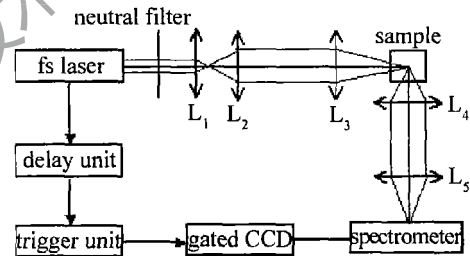 neutral filter
sample
fs laser
L1 L2 L3
L4
delay unit
L5
trigger unit
gated CCD
spectrometer